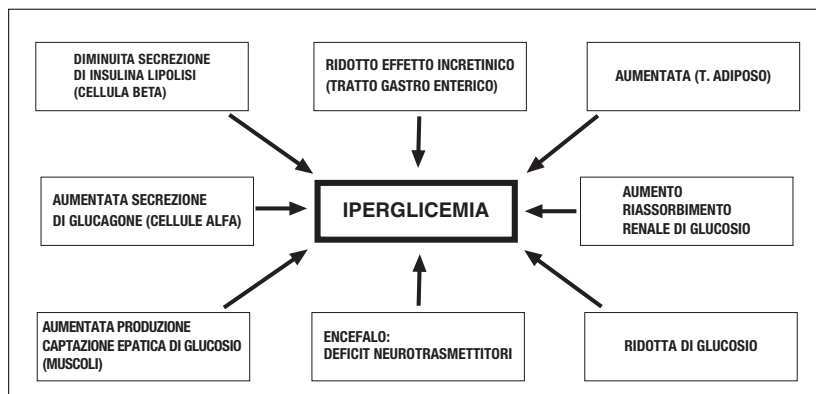 DIMINUITA SECREZIONE
DI INSULINA LIPOLISI
(CELLULA BETA)
RIDOTTO EFFETTO INCRETINICO
(TRATTO GASTRO ENTERICO)
AUMENTATA (T. ADIPOSO)
AUMENTATA SECREZIONE
DI GLUCAGONE (CELLULE ALFA)
IPERGLICEMIA
AUMENTO
RIASSORBIMENTO
RENALE DI GLUCOSIO
AUMENTATA PRODUZIONE
CAPTAZIONE EPATICA DI GLUCOSIO
(MUSCOLI)
ENCEFALO:
DEFICIT NEUROTRASMETTITORI
RIDOTTA DI GLUCOSIO